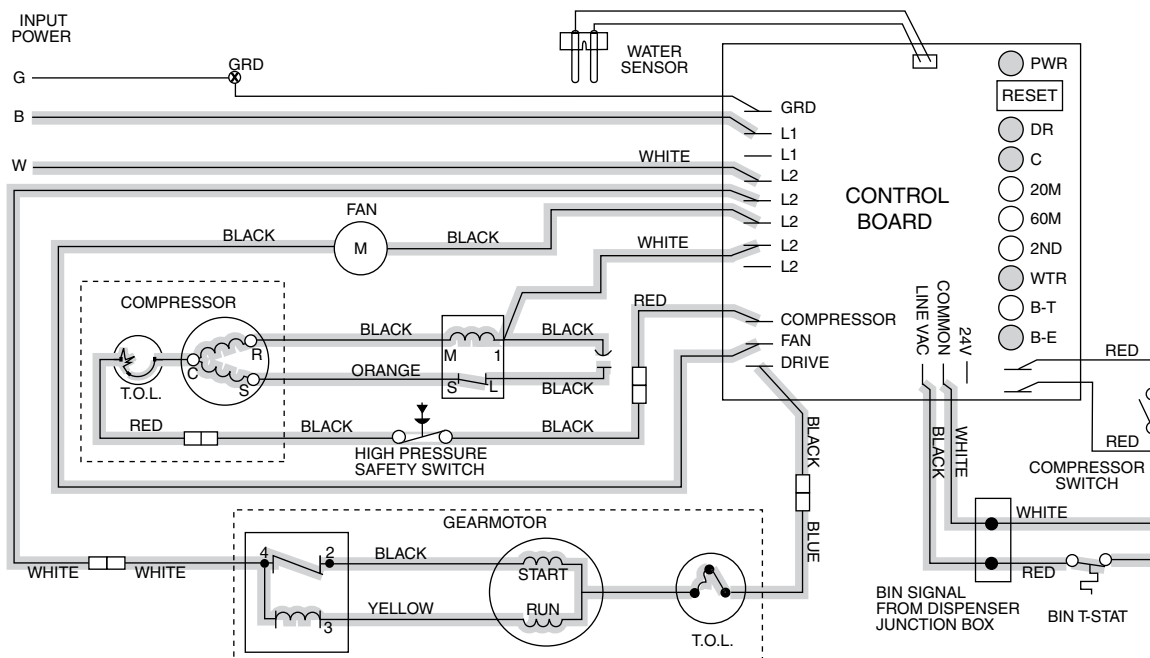 INPUT
POWER
G
GRD
B
W
WHITE
WATER
SENSOR
GRD
L1
L1
L2
L2
L2
L2
L2
CONTROL
BOARD
PWR
RESET
DR
C
20M
60M
2ND
WTR
B-T
B-E
FAN
BLACK
M
BLACK
WHITE
COMPRESSOR
R
C
S
T.O.L.
BLACK
M
1
BLACK
ORANGE
S
L
BLACK
RED
COMPRESSOR
FAN
DRIVE
LINE VAC
COMMON
24V
RED
RED
COMPRESSOR
SWITCH
RED
BLACK
BLACK
HIGH PRESSURE
SAFETY SWITCH
BLACK
BLUE
BLACK
WHITE
WHITE
RED
BIN SIGNAL
FROM DISPENSER
JUNCTION BOX
BIN T-STAT
GEARMOTOR
WHITE
WHITE
4
2
BLACK
START
3
YELLOW
RUN
T.O.L.